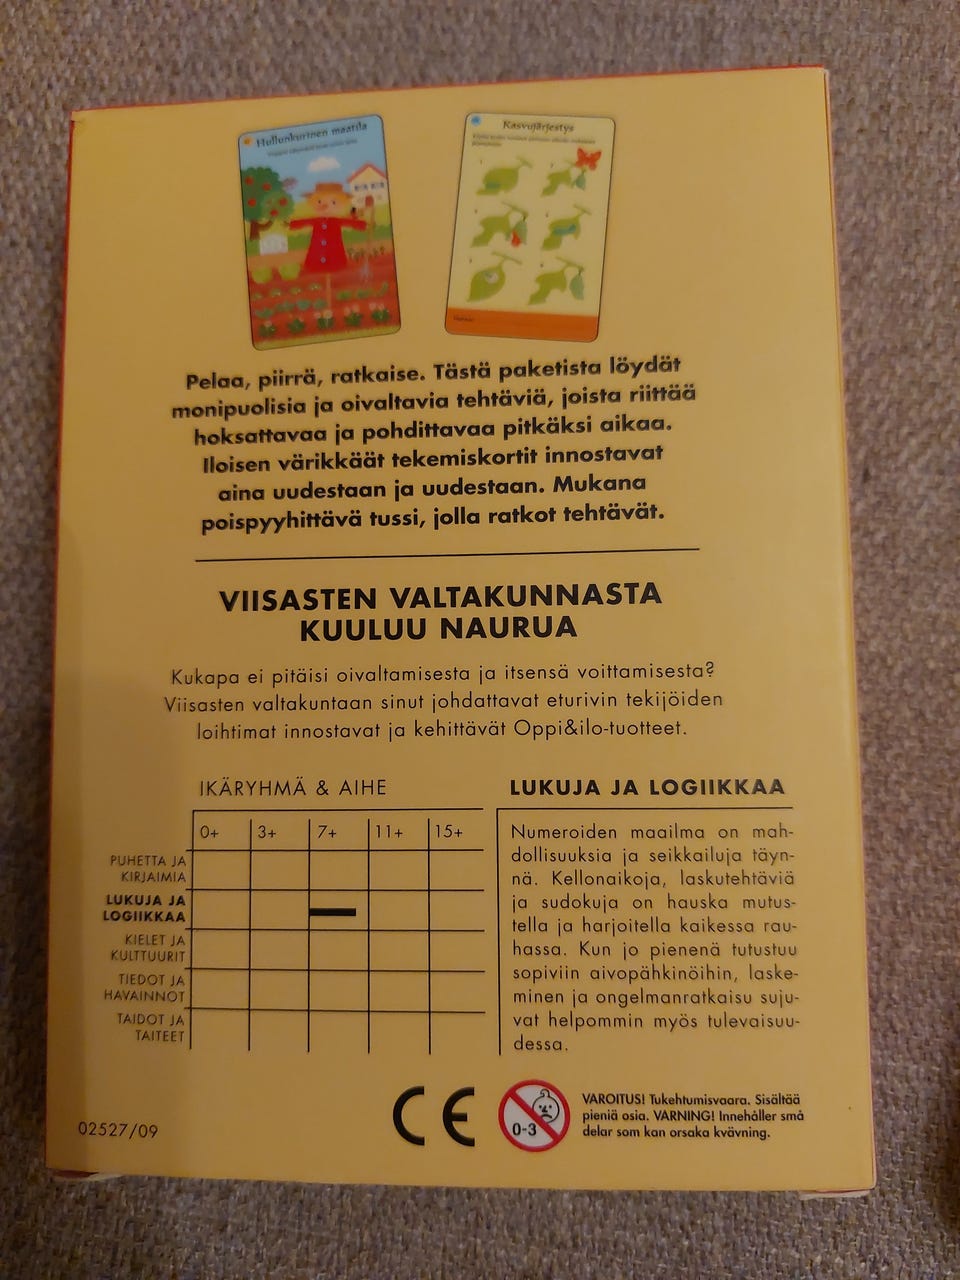 Hullunkurinen maatila
Kasvujärjestys
Pelaa, piirrä, ratkaise. Tästä paketista löydät
monipuolisia ja oivaltavia tehtäviä, joista riittää
hoksattavaa ja pohdittavaa pitkäksi aikaa.
Iloisen värikkäät tekemiskortit innostavat
aina uudestaan ja uudestaan. Mukana
poispyyhittävä tussi, jolla ratkot tehtävät.
VIISASTEN VALTAKUNNASTA
KUULUU NAURUA
Kukapa ei pitäisi oivaltamisesta ja itsensä voittamisesta?
Viisasten valtakuntaan sinut johdattavat eturivin tekijöiden
loihtimat innostavat ja kehittävät Oppi&ilo-tuotteet.
IKÄRYHMÄ & AIHE
0+ 3+ 7+ 11+ 15+
PUHETTA JA
KIRJAIMIA
LUKUJA JA
LOGIIKKAA
KIELET JA
KULTTUURIT
TIEDOT JA
HAVAINNOT
TAIDOT JA
TAITEET
LUKUJA JA LOGIIKKAA
Numeroiden maailma on mah-
dollisuuksia ja seikkailuja täyn-
nä. Kellonaikoja, laskutehtäviä
ja sudokuja on hauska mutus-
tella ja harjoitella kaikessa rau-
hassa. Kun jo pienenä tutustuu
sopiviin aivopähkinöihin, laske-
minen ja ongelmanratkaisu suju-
vat helpommin myös tulevaisuu-
dessa.
02527/09
CE
0-3
VAROITUS! Tukehtumisvaara. Sisältää
pieniä osia. VARNING! Innehåller små
delar som kan orsaka kvävning.